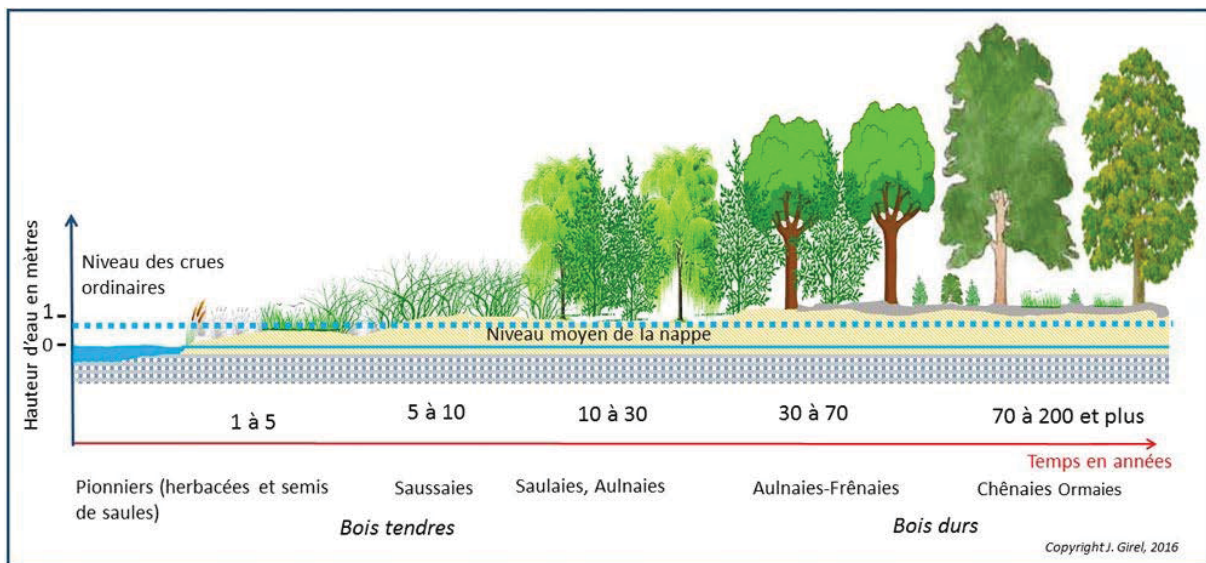 Hauteur d'eau en mètres
Niveau des crues
ordinaires
1
0
Niveau moyen de la nappe
1 à 5
5 à 10
10 à 30
30 à 70
70 à 200 et plus
Temps en années
Pionniers (herbacées et semis
de saules)
Saussaies
Saulaies, Aulnaies
Aulnaies-Frênaies
Chênaies Ormaies
Bois tendres
Bois durs
Copyright J. Girel, 2016